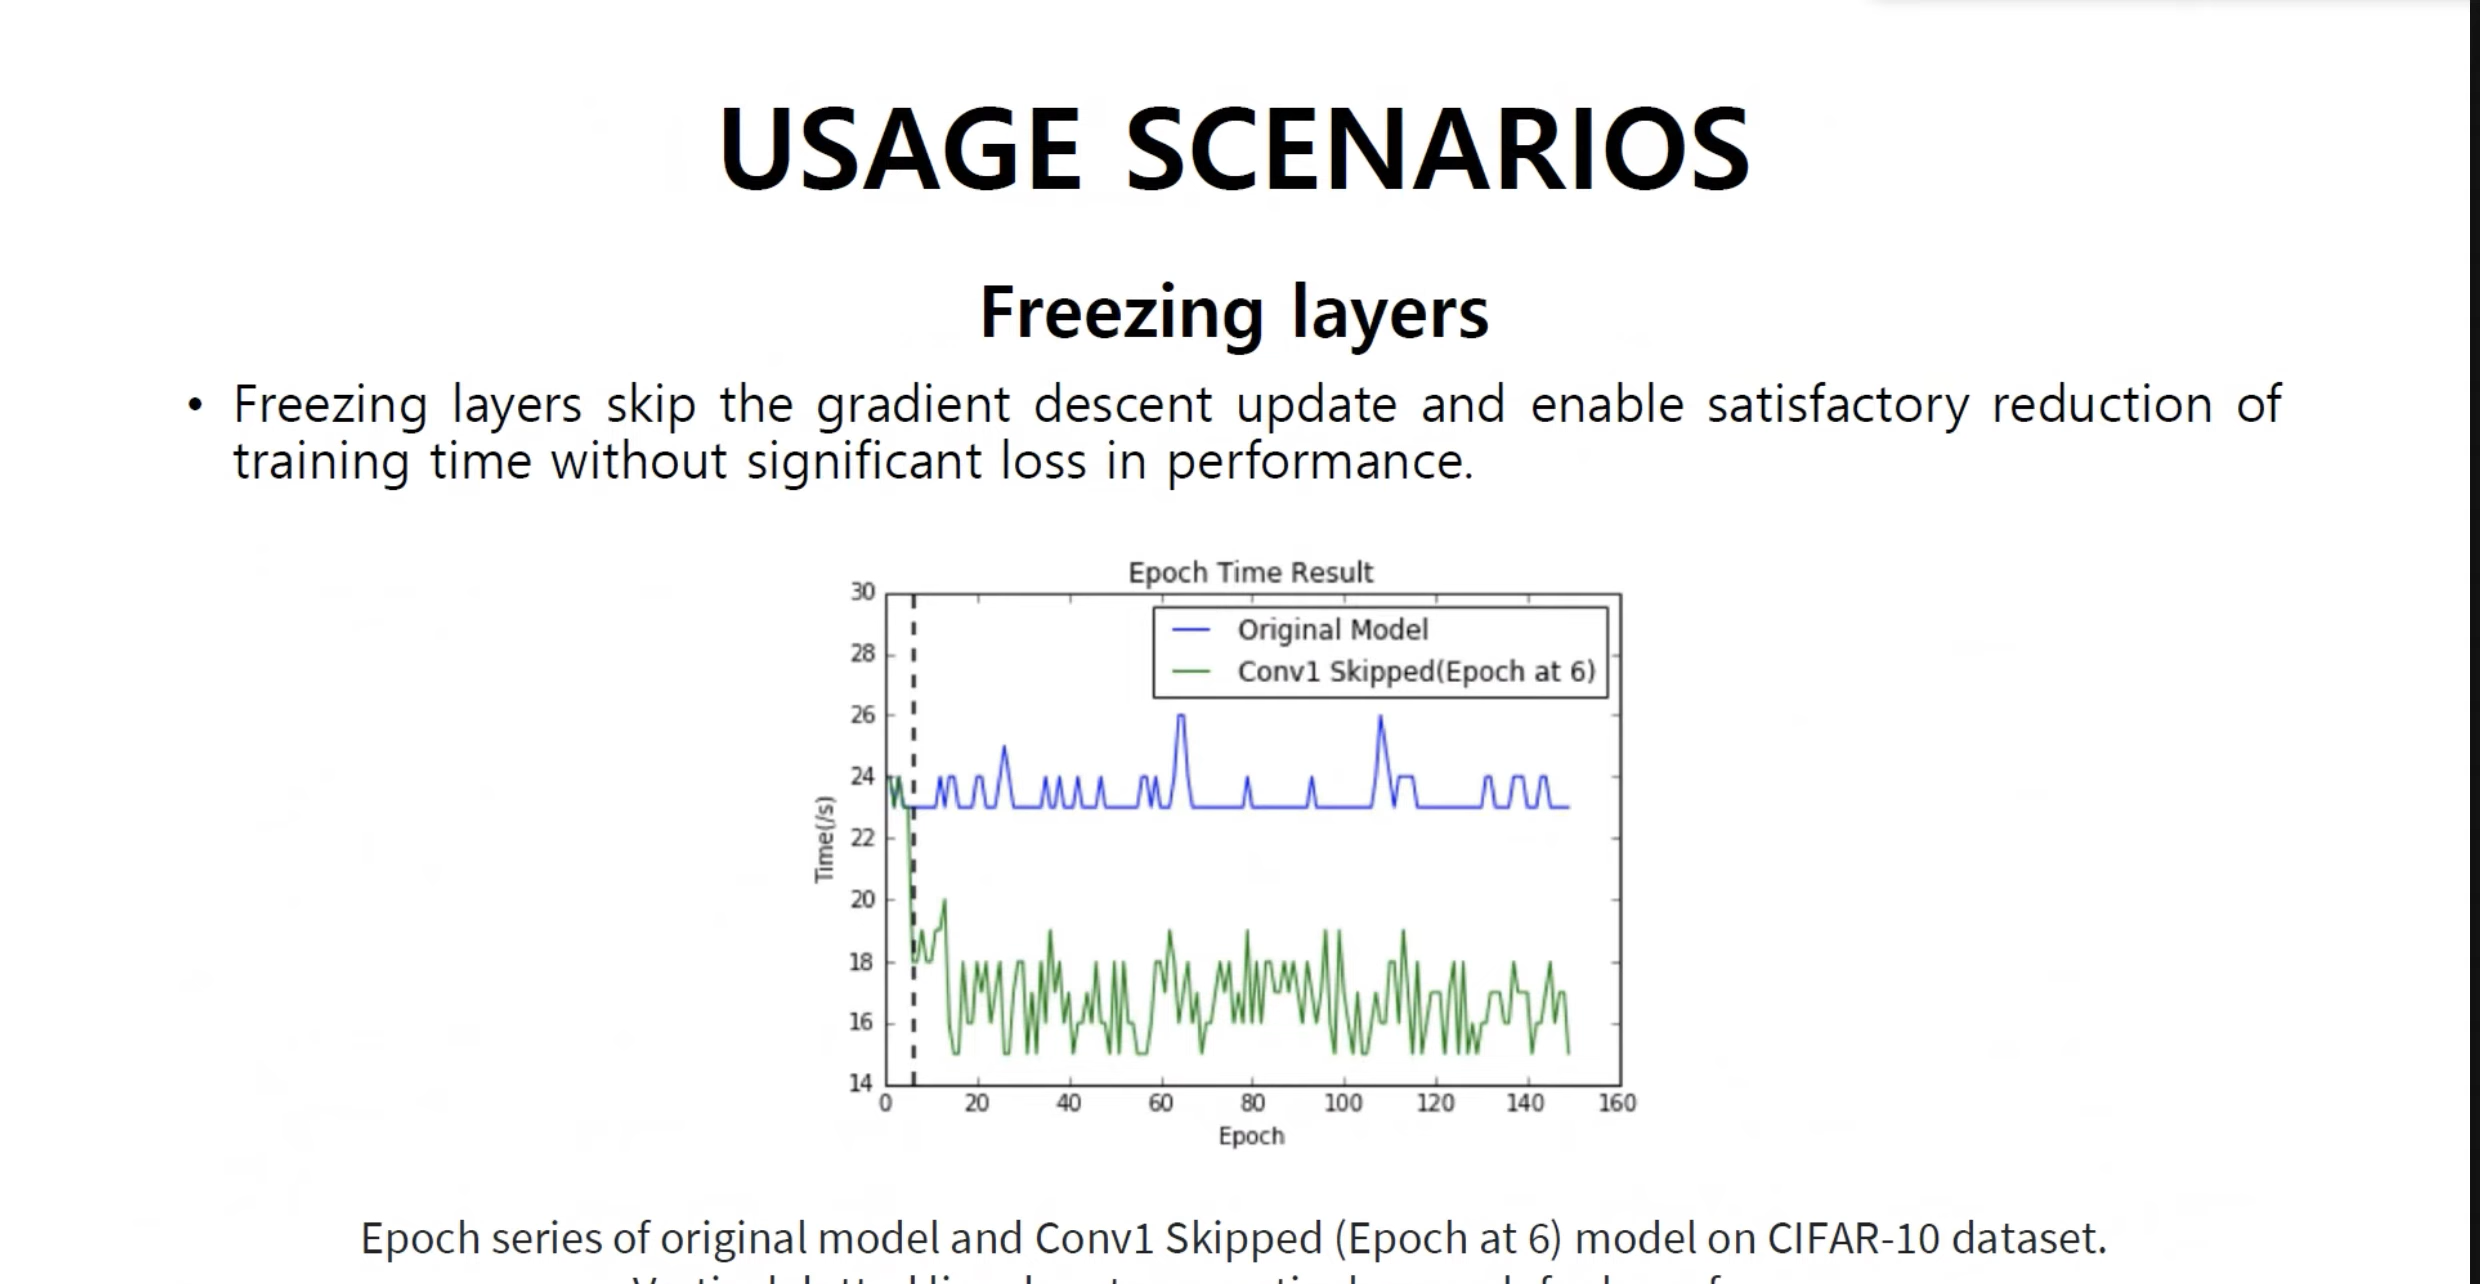 USAGE SCENARIOS
Freezing layers
• Freezing layers skip the gradient descent update and enable satisfactory reduction of
training time without significant loss in performance.
Epoch Time Result
Original Model
Conv1 Skipped(Epoch at 6)
Time(/s)
30
28
26
24
22
20
18
16
14
0 20 40 60 80 100 120 140 160
Epoch
Epoch series of original model and Conv1 Skipped (Epoch at 6) model on CIFAR-10 dataset.